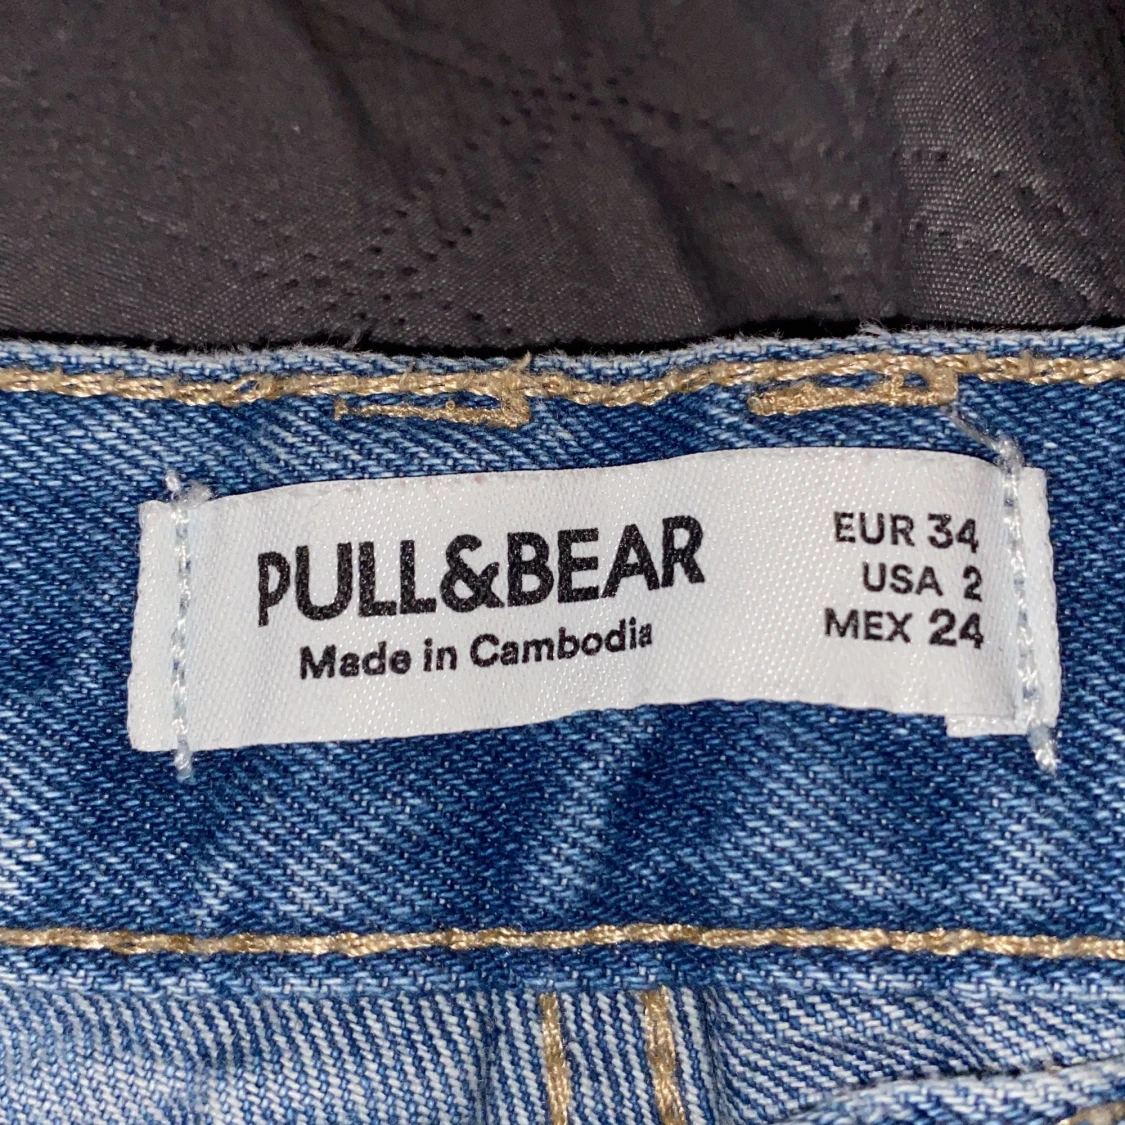 PULL&BEAR
Made in Cambodia
EUR 34
USA 2
MEX 24